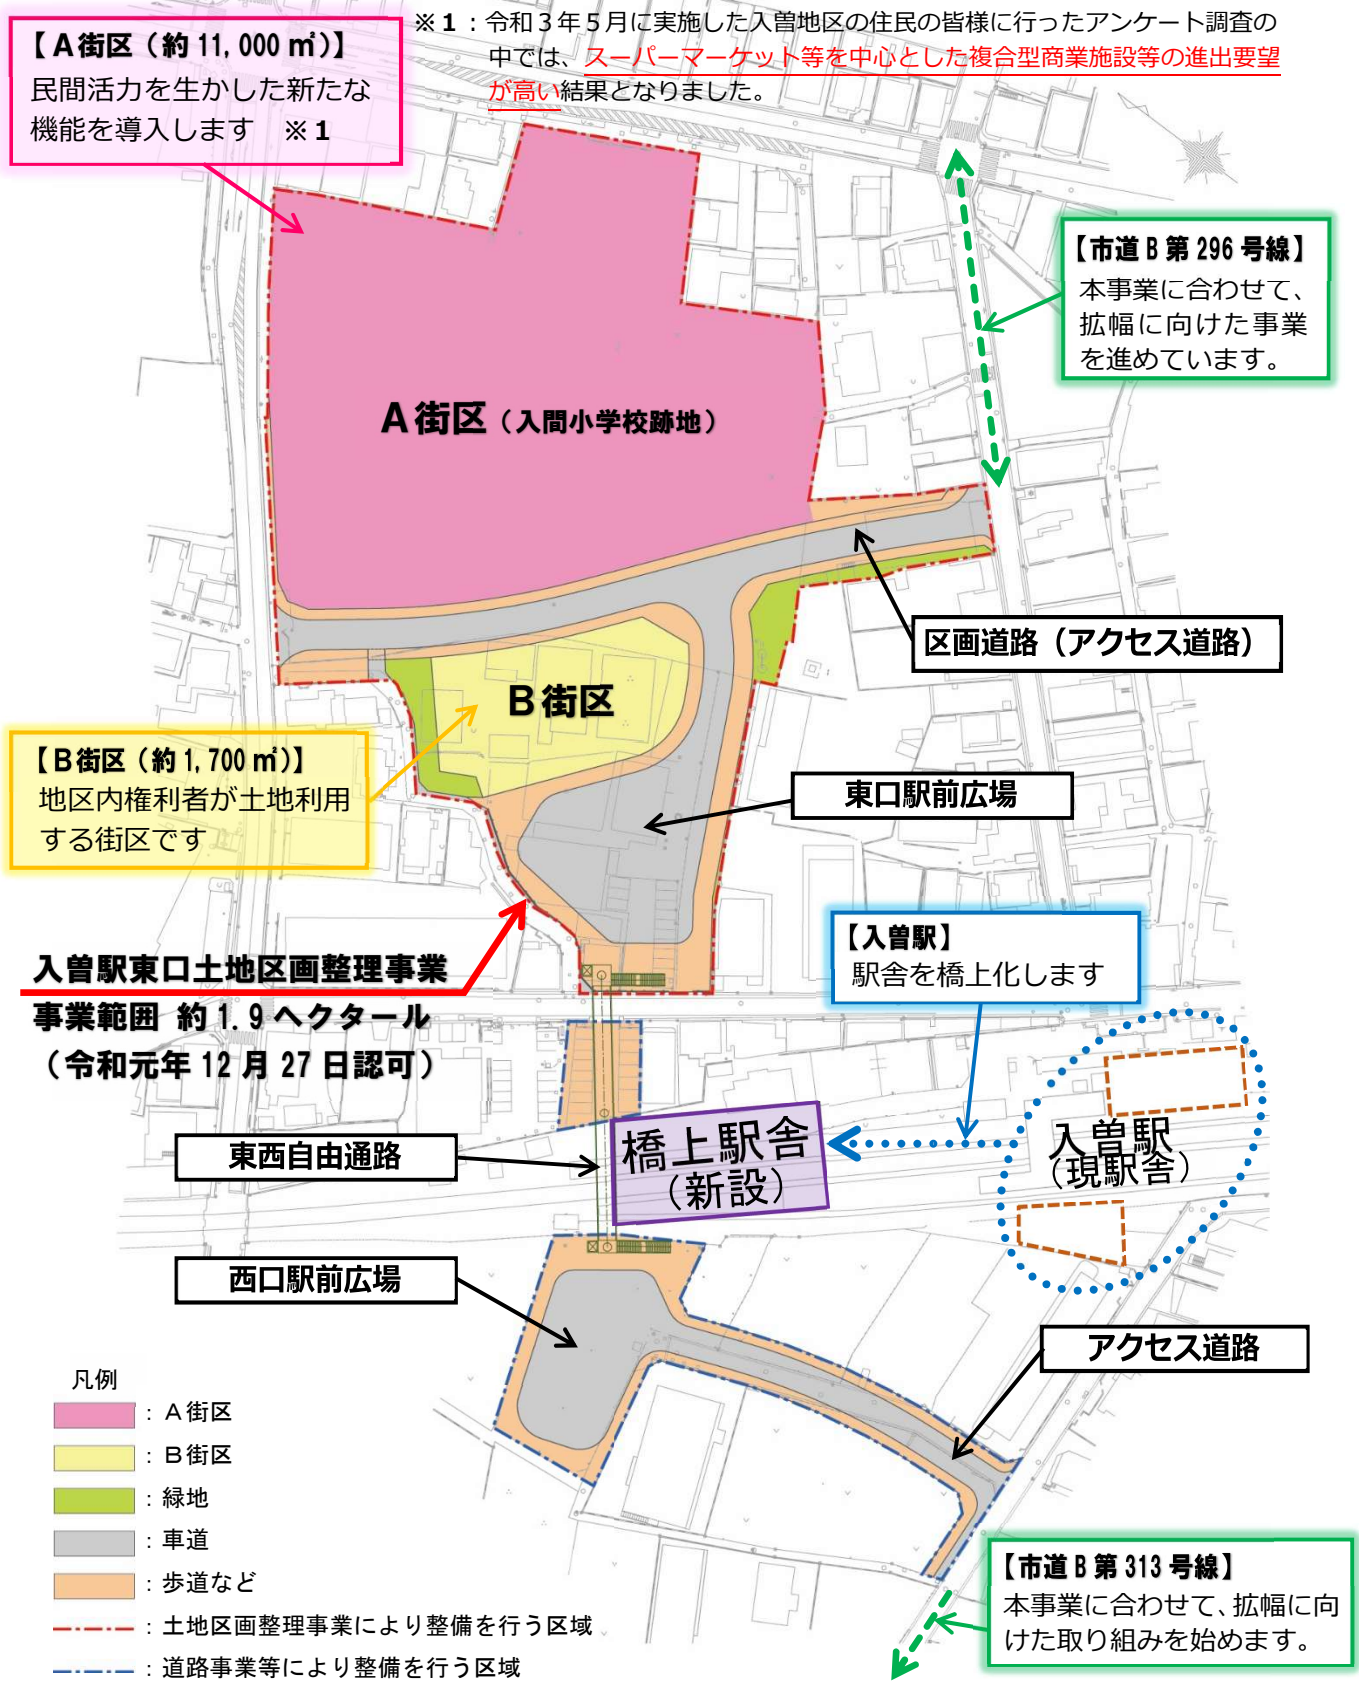 【A街区（約11,000㎡）】
民間活力を生かした新たな
機能を導入します　※1
※1：令和3年5月に実施した入曽地区の住民の皆様に行ったアンケート調査の
中では、スーパーマーケット等を中心とした複合型商業施設等の進出要望
が高い結果となりました。
【市道B第296号線】
本事業に合わせて、
拡幅に向けた事業
を進めています。
A街区（入間小学校跡地）
区画道路（アクセス道路）
B街区
【B街区（約1,700㎡）】
地区内権利者が土地利用
する街区です
東口駅前広場
入曽駅東口土地区画整理事業
事業範囲 約1.9ヘクタール
（令和元年12月27日認可）
【入曽駅】
駅舎を橋上化します
東西自由通路
橋上駅舎
（新設）
入曽駅
（現駅舎）
西口駅前広場
アクセス道路
凡例
：A街区
：B街区
：緑地
：車道
：歩道など
：土地区画整理事業により整備を行う区域
：道路事業等により整備を行う区域
【市道B第313号線】
本事業に合わせて、拡幅に向
けた取り組みを始めます。